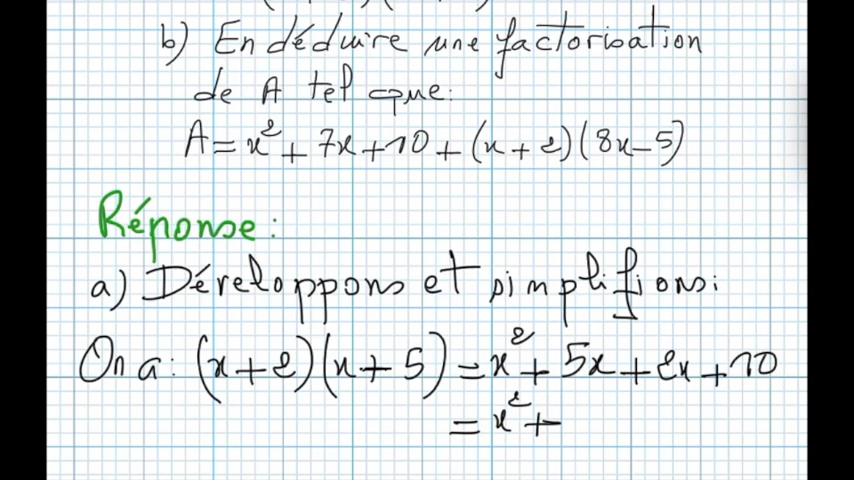 b) En déduire une factorisation
de A tel que:
A = x² + 7x + 10 + (x + 2)(8x - 5)
Réponse:
a) Développons et simplifions:
On a: (x + 2)(x + 5) = x² + 5x + 2x + 10
= x² +